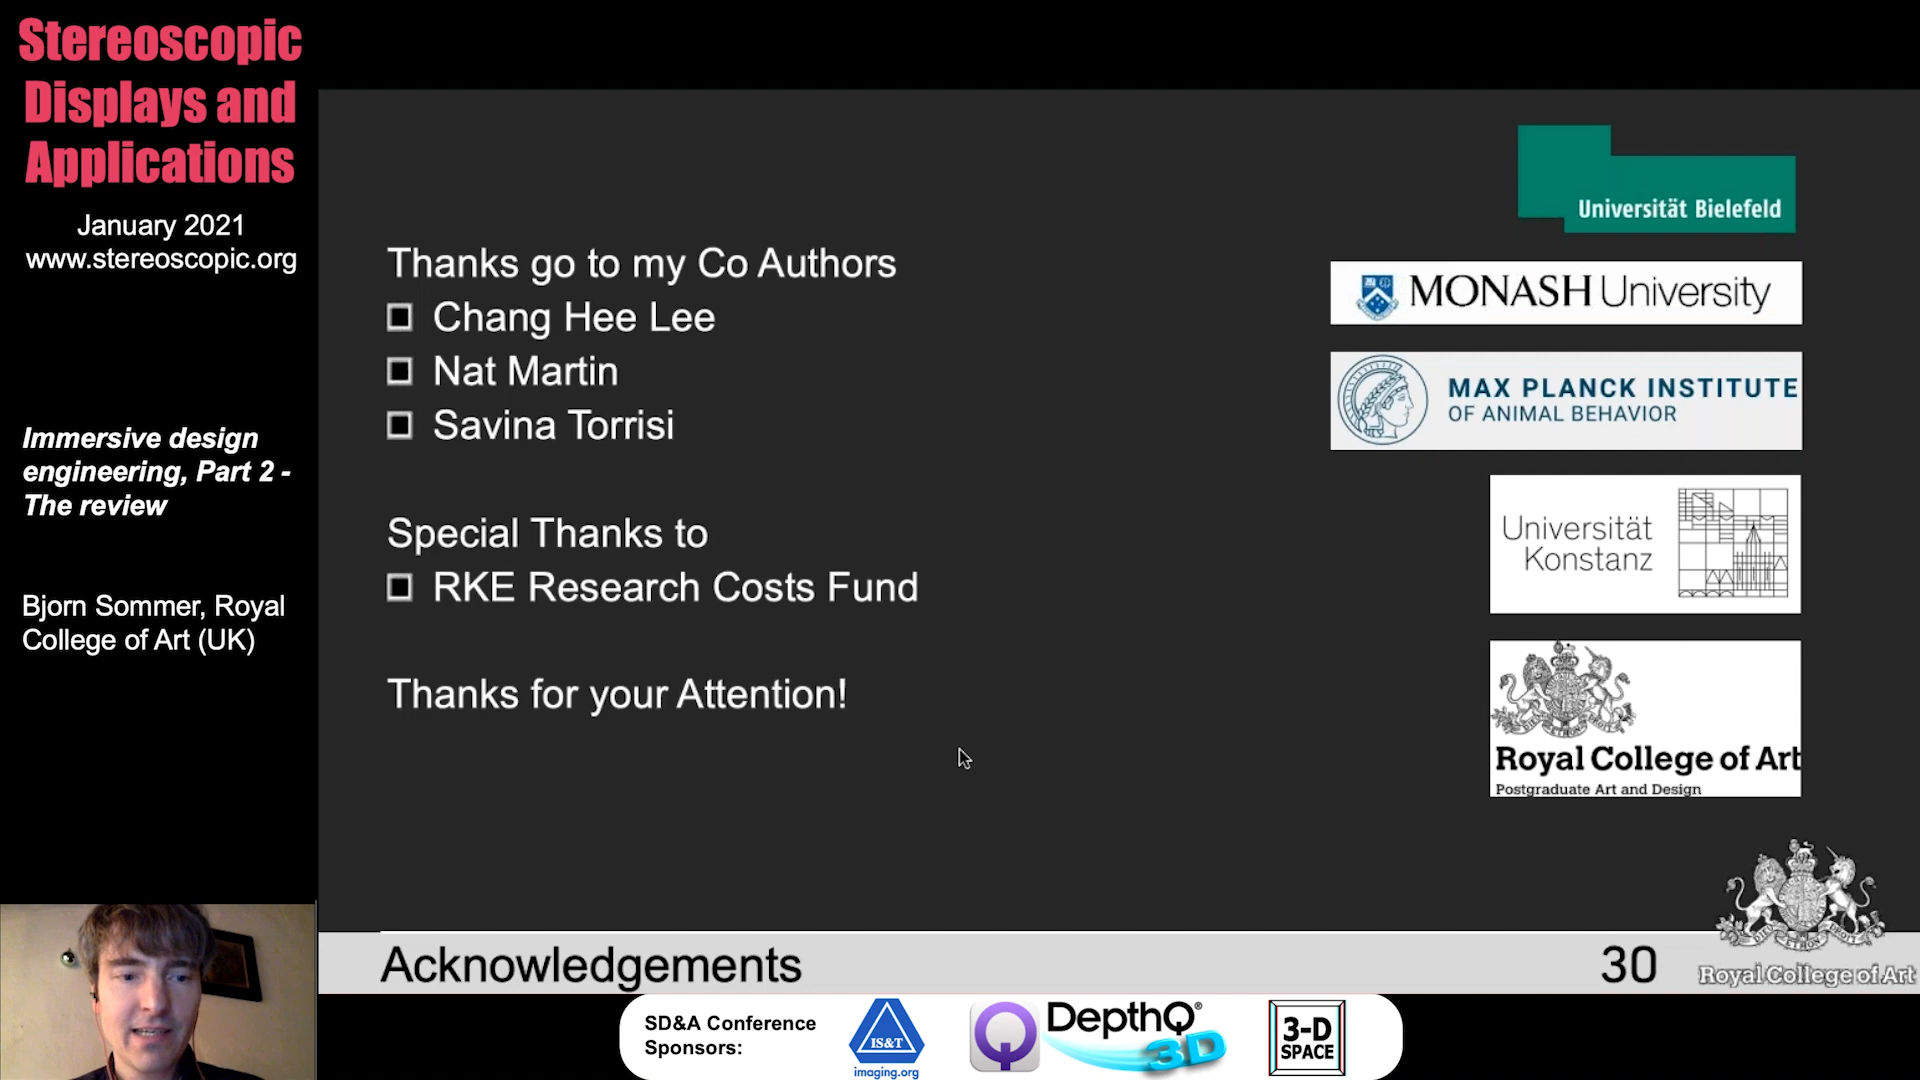 Stereoscopic
Displays and
Applications
January 2021
www.stereoscopic.org
Immersive design
engineering, Part 2 -
The review
Bjorn Sommer, Royal
College of Art (UK)
Thanks go to my Co Authors
Chang Hee Lee
Nat Martin
Savina Torrisi
Special Thanks to
RKE Research Costs Fund
Thanks for your Attention!
Universität Bielefeld
MONASH University
MAX PLANCK INSTITUTE
OF ANIMAL BEHAVIOR
Universität
Konstanz
Royal College of Art
Postgraduate Art and Design
Acknowledgements
30
Royal College of Art
SD&A Conference
Sponsors:
IS&T
imaging.org
DepthQ®
3D
3-D
SPACE